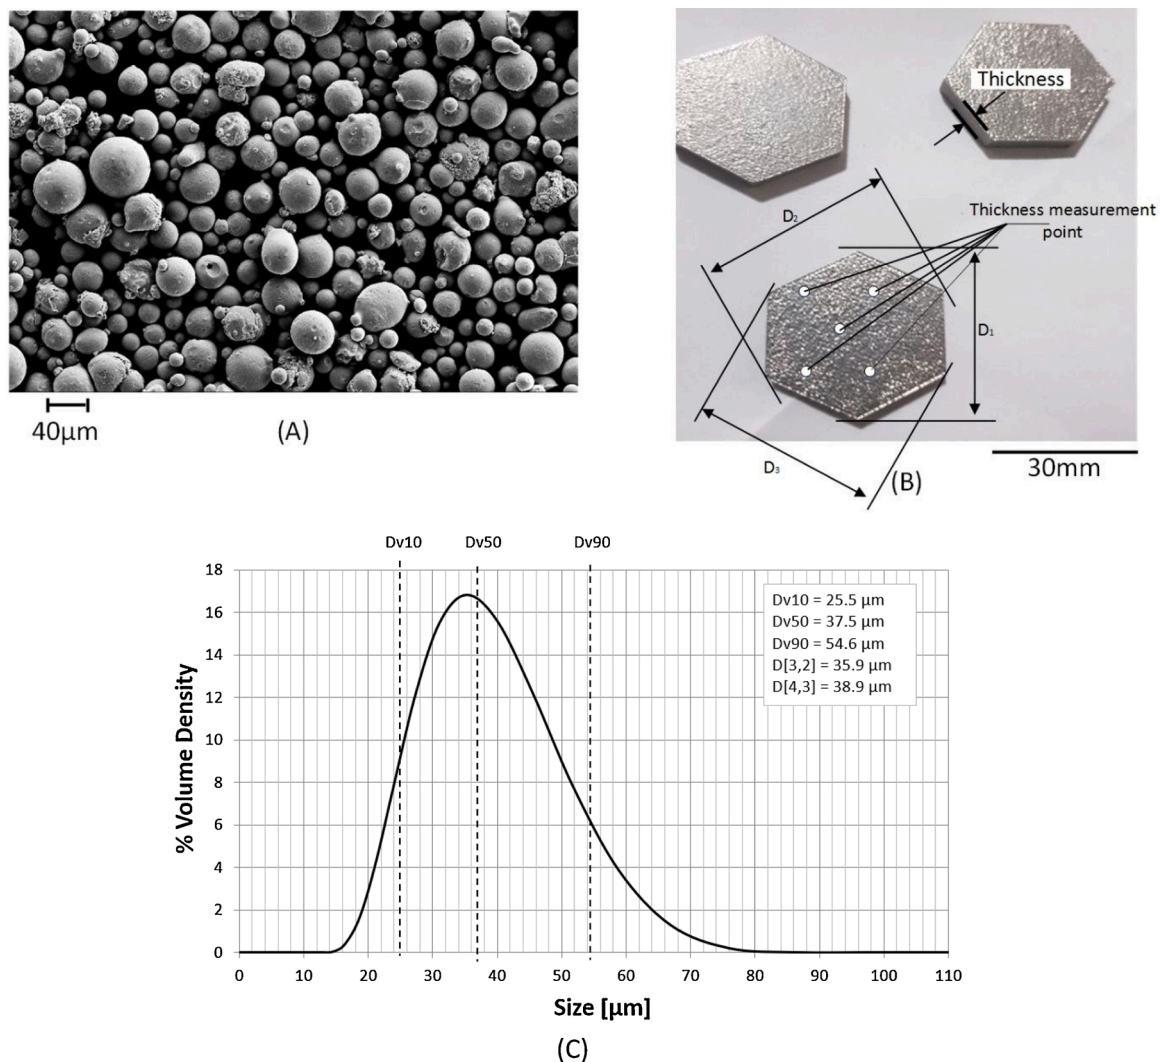 40µm
(A)
Thickness
D₂
Thickness measurement
point
D₁
D₃
(B)
30mm
Dv10
Dv50
Dv90
18
16
14
12
10
8
6
4
2
0
% Volume Density
Dv10 = 25.5 µm
Dv50 = 37.5 µm
Dv90 = 54.6 µm
D[3,2] = 35.9 µm
D[4,3] = 38.9 µm
0 10 20 30 40 50 60 70 80 90 100 110
Size [µm]
(C)